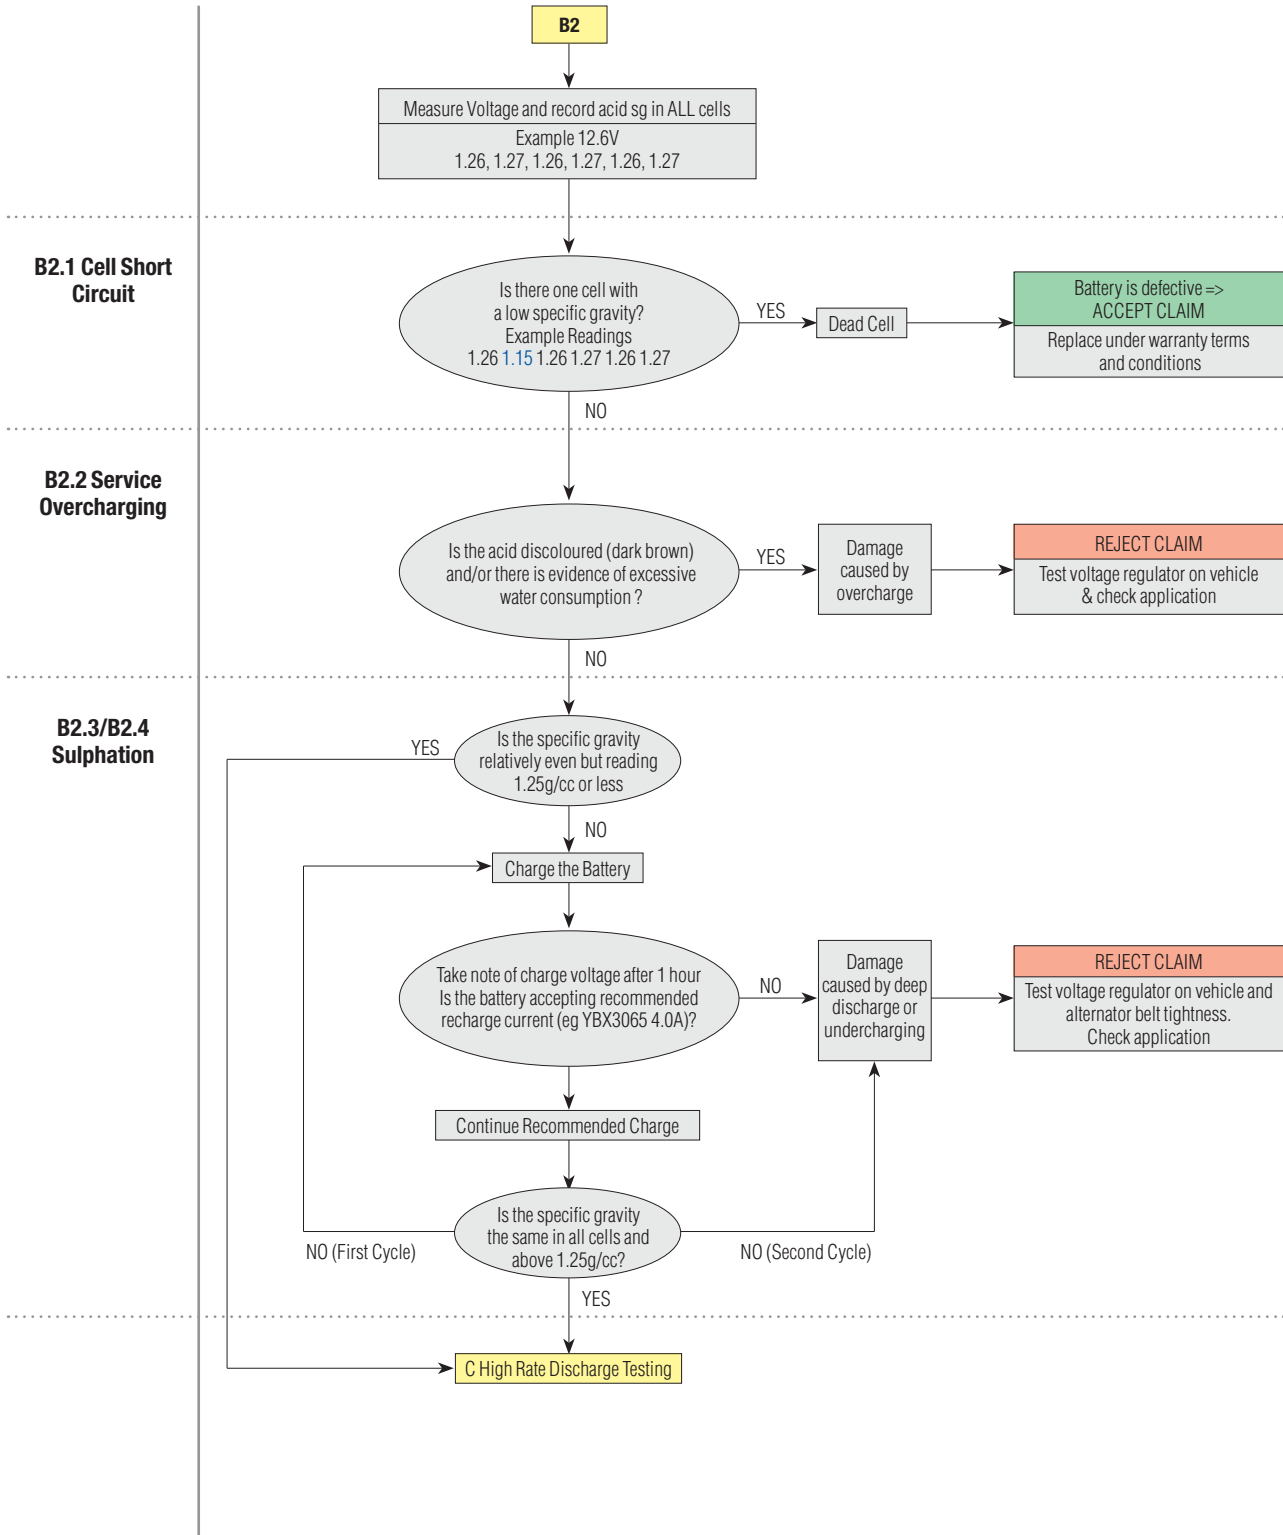 B2
Measure Voltage and record acid sg in ALL cells
Example 12.6V
1.26, 1.27, 1.26, 1.27, 1.26, 1.27
B2.1 Cell Short
Circuit
Is there one cell with
a low specific gravity?
Example Readings
1.26 1.15 1.26 1.27 1.26 1.27
YES
Dead Cell
Battery is defective =>
ACCEPT CLAIM
Replace under warranty terms
and conditions
NO
B2.2 Service
Overcharging
Is the acid discoloured (dark brown)
and/or there is evidence of excessive
water consumption ?
YES
Damage
caused by
overcharge
REJECT CLAIM
Test voltage regulator on vehicle
& check application
NO
B2.3/B2.4
Sulphation
YES
Is the specific gravity
relatively even but reading
1.25g/cc or less
NO
Charge the Battery
Take note of charge voltage after 1 hour
Is the battery accepting recommended
recharge current (eg YBX3065 4.0A)?
NO
Damage
caused by deep
discharge or
undercharging
REJECT CLAIM
Test voltage regulator on vehicle and
alternator belt tightness.
Check application
Continue Recommended Charge
Is the specific gravity
the same in all cells and
above 1.25g/cc?
NO (First Cycle)
NO (Second Cycle)
YES
C High Rate Discharge Testing